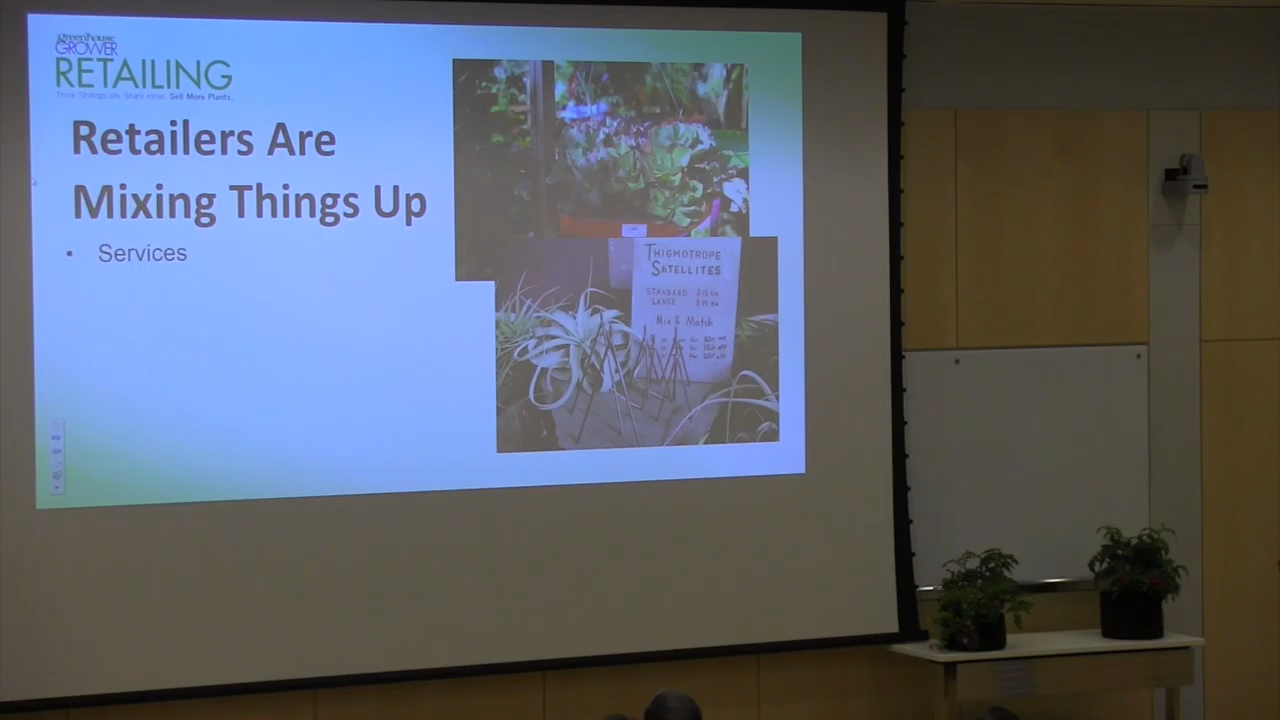 greenhouse
GROWER
RETAILING
Think Strategically. Share Ideas. Sell More Plants.
Retailers Are
Mixing Things Up
• Services
THIGMOTROPE
SATELLITES
STANDARD
LARGE
Mix & Match